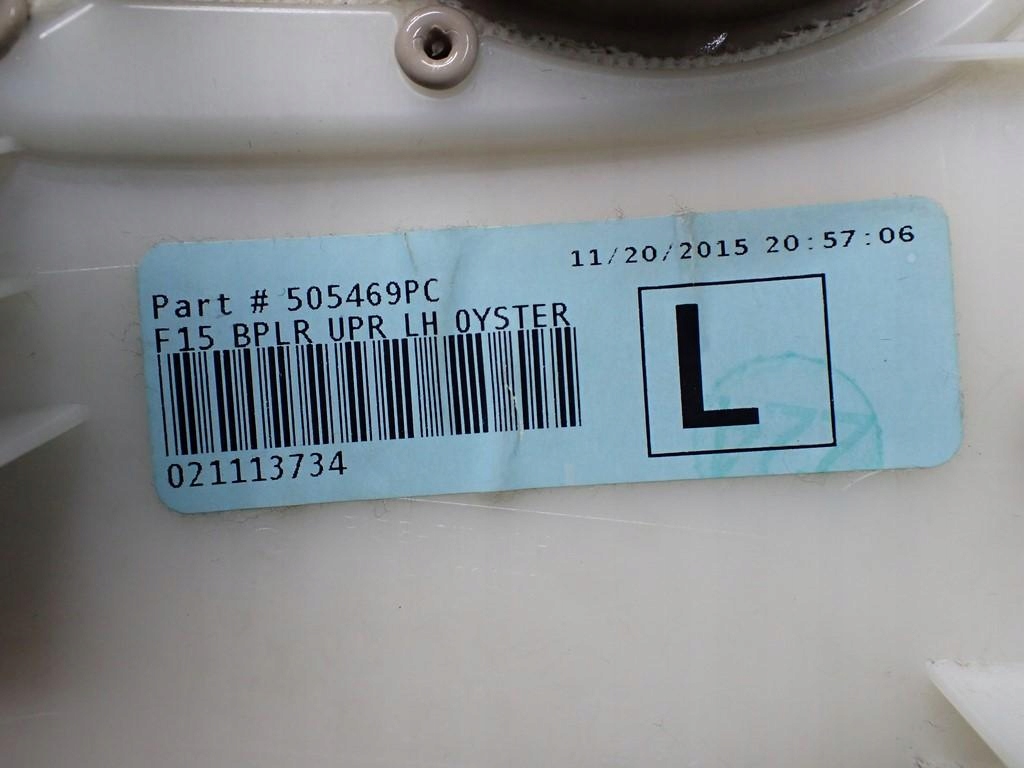 11/20/2015 20:57:06
Part # 505469PC
F15 BPLR UPR LH OYSTER
L
021113734